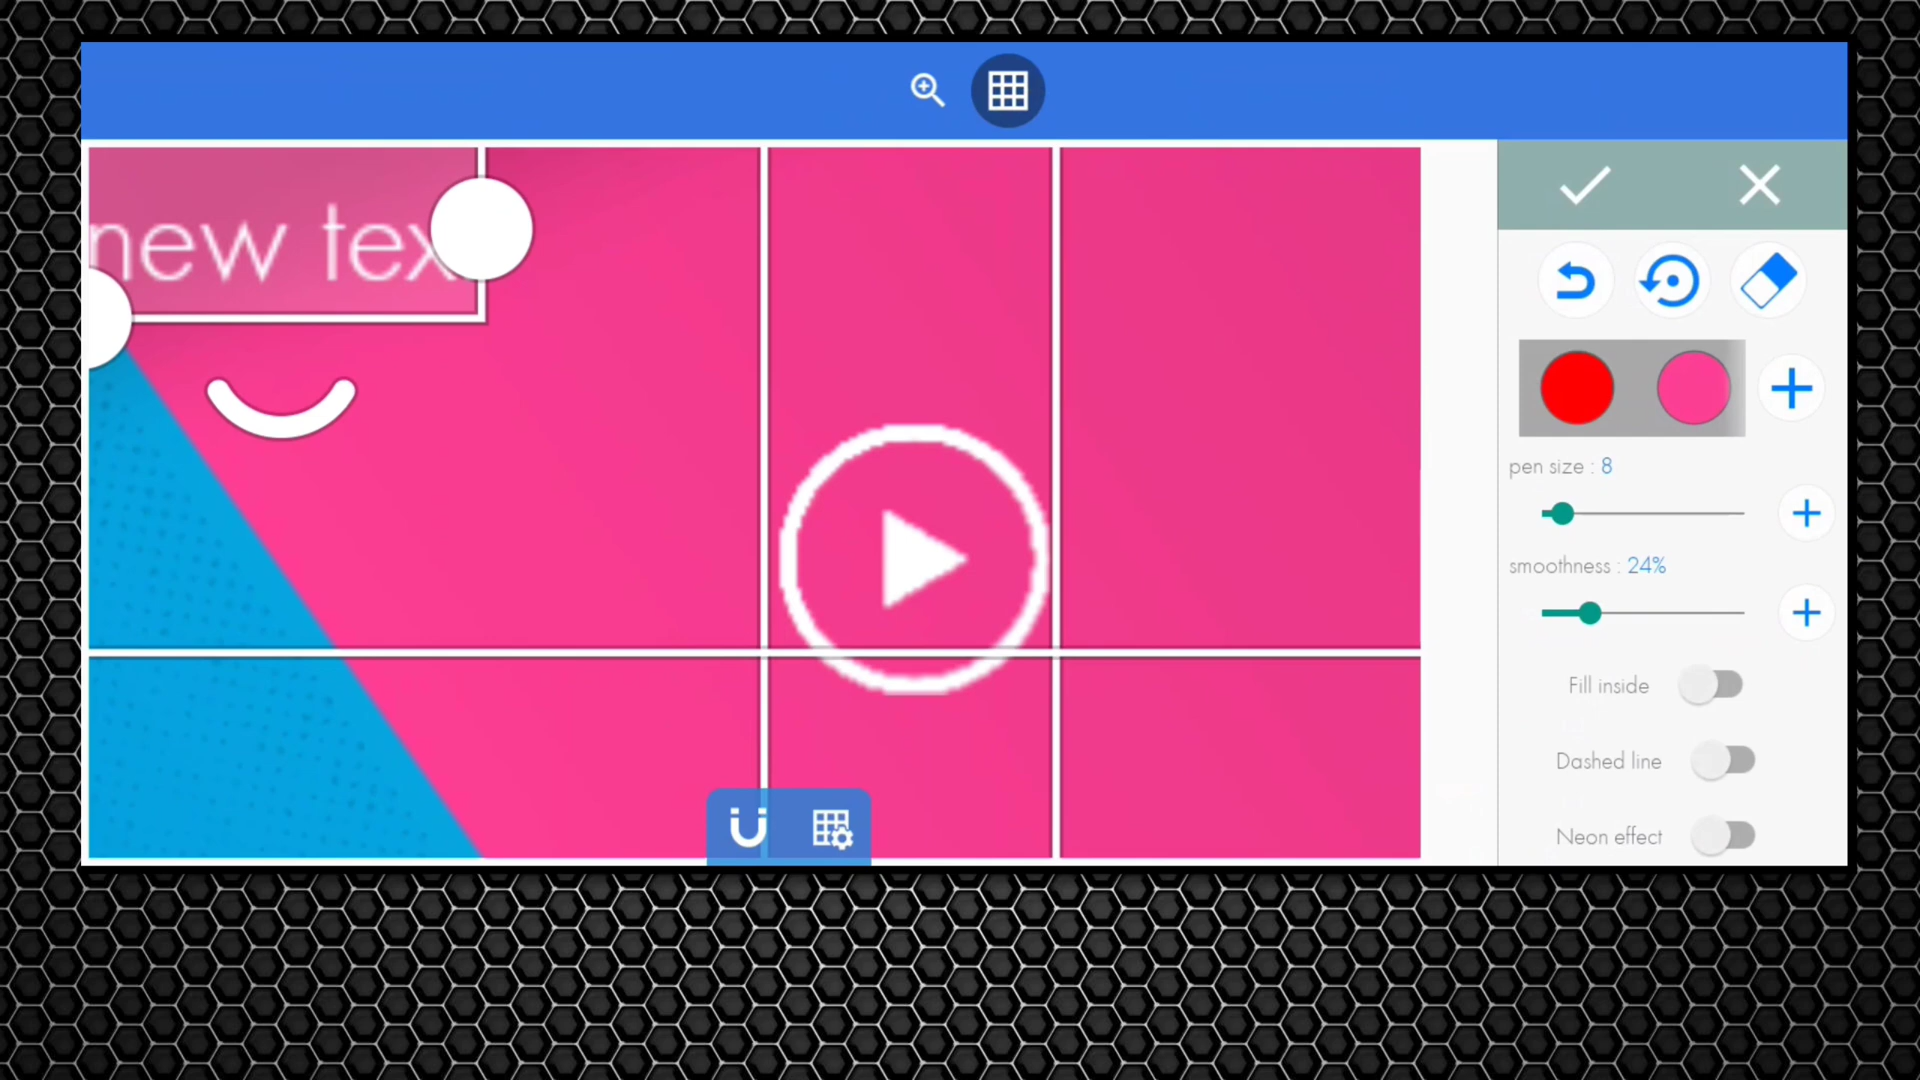 new tex
pen size : 8
smoothness : 24%
Fill inside
Dashed line
Neon effect